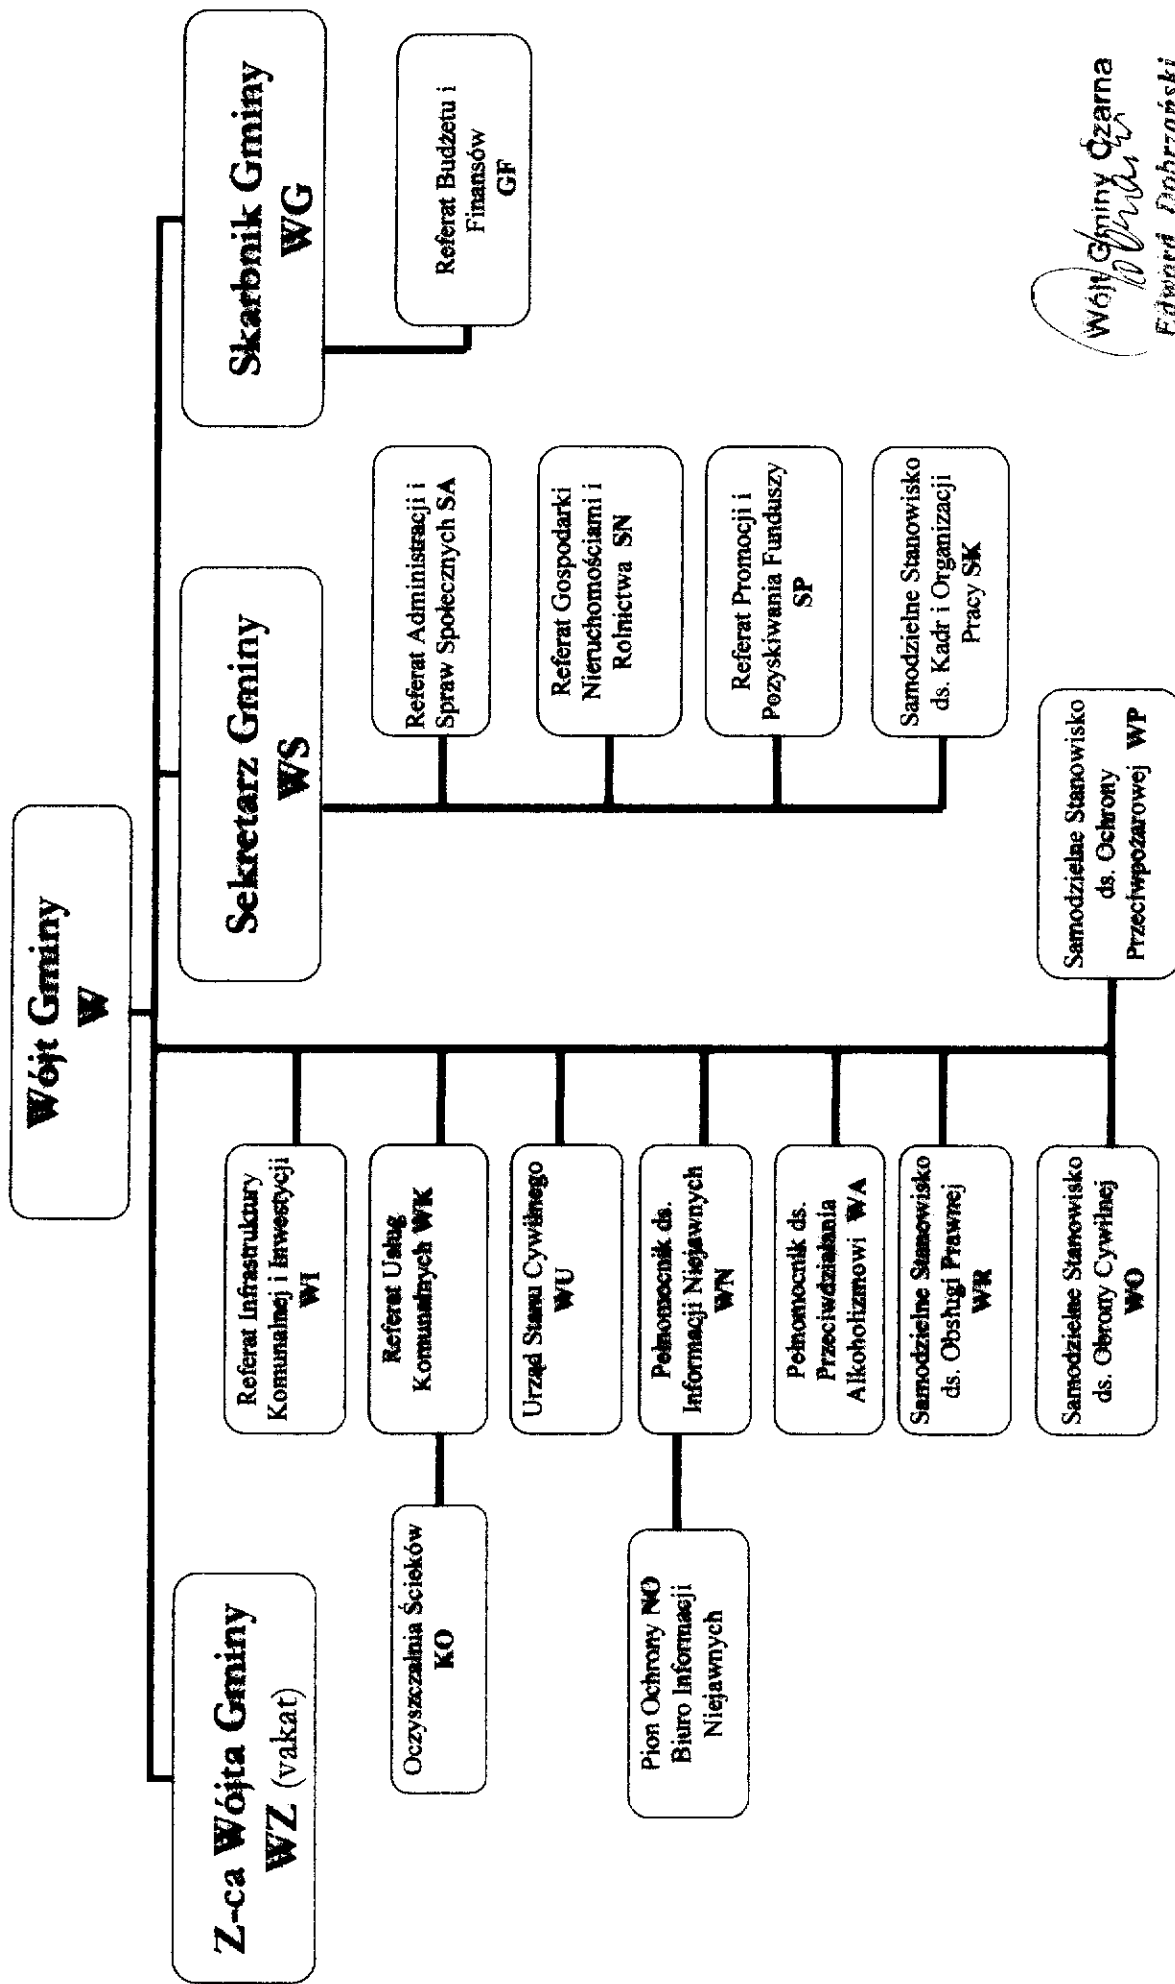 Wójt Gminy
W
Z-ca Wójta Gminy
WZ (vakat)
Sekretarz Gminy
WS
Skarbnik Gminy
WG
Referat Infrastruktury
Komunalnej i Inwestycji
WI
Referat Usług
Komunalnych WK
Oczyszczalnia Ścieków
KO
Urząd Stanu Cywilnego
WU
Pełnomocnik ds.
Informacji Niejawnych
WN
Pion Ochrony NO
Biuro Informacji
Niejawnych
Pełnomocnik ds.
Przeciwdziałania
Alkoholizmowi WA
Samodzielne Stanowisko
ds. Obsługi Prawnej
WR
Samodzielne Stanowisko
ds. Obrony Cywilnej
WO
Samodzielne Stanowisko
ds. Ochrony
Przeciwpożarowej WP
Referat Administracji i
Spraw Społecznych SA
Referat Gospodarki
Nieruchomościami i
Rolnictwa SN
Referat Promocji i
Pozyskiwania Funduszy
SP
Samodzielne Stanowisko
ds. Kadr i Organizacji
Pracy SK
Referat Budżetu i
Finansów
GF
Wójt Gminy Czarna
Edward Dobrzański